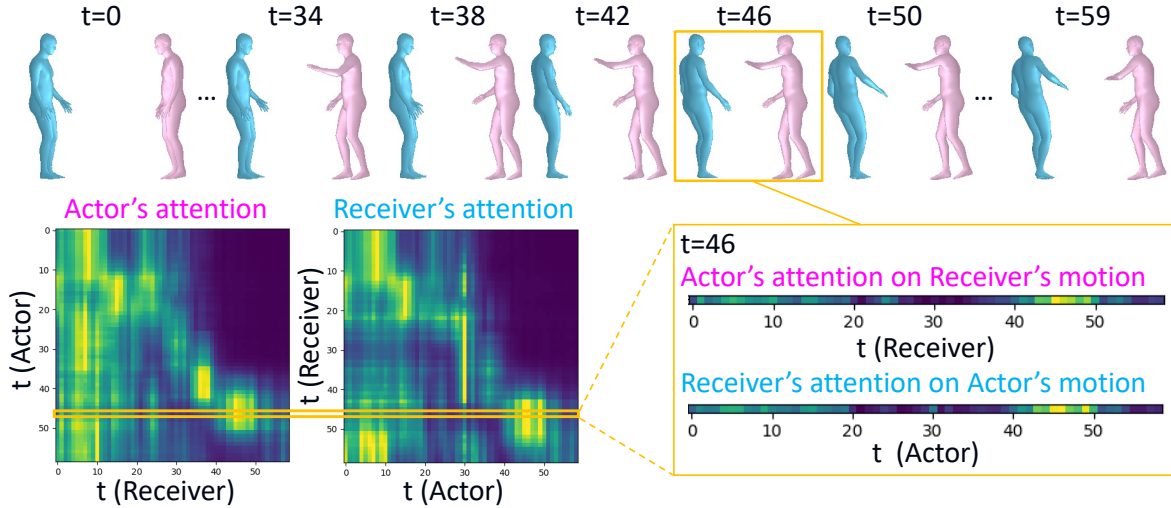 t=0 t=34 t=38 t=42 t=46 t=50 t=59
... ...
Actor's attention Receiver's attention
0
10
20
30
40
50
t (Actor)
0 10 20 30 40 50
t (Receiver)
0
10
20
30
40
50
t (Receiver)
0 10 20 30 40 50
t (Actor)
t=46
Actor's attention on Receiver's motion
0 10 20 30 40 50
t (Receiver)
Receiver's attention on Actor's motion
0 10 20 30 40 50
t (Actor)